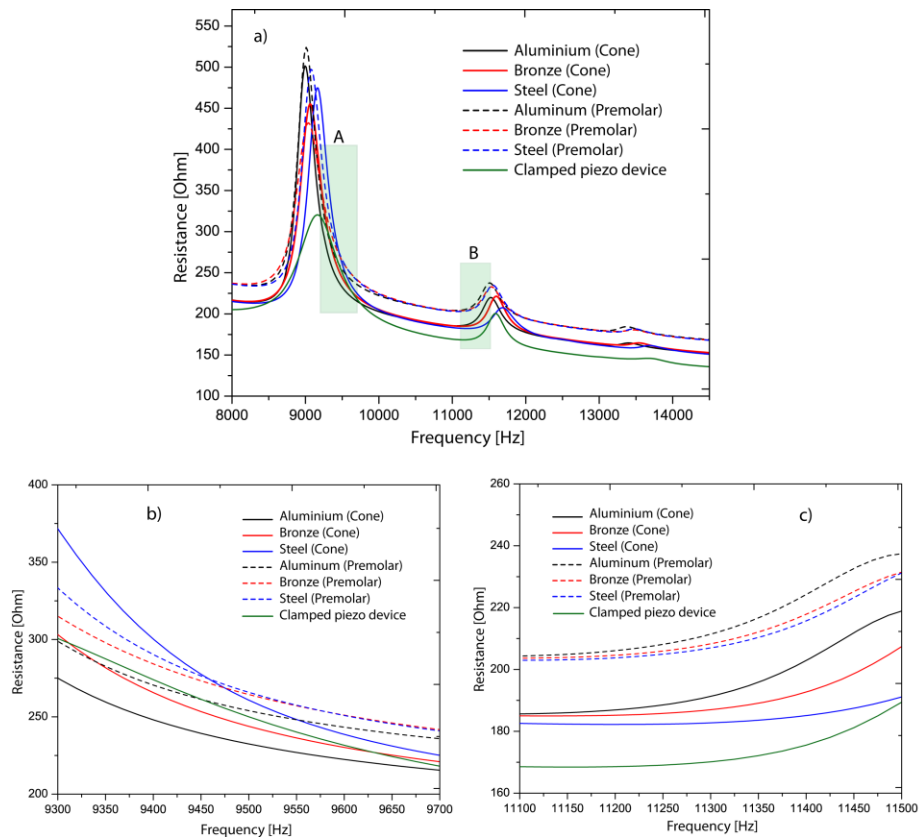 a)
Aluminium (Cone)
Bronze (Cone)
Steel (Cone)
Aluminum (Premolar)
Bronze (Premolar)
Steel (Premolar)
Clamped piezo device
A
B
500
450
400
350
300
250
200
150
100
Resistance [Ohm]
8000 9000 10000 11000 12000 13000 14000
Frequency [Hz]
b)
Aluminium (Cone)
Bronze (Cone)
Steel (Cone)
Aluminum (Premolar)
Bronze (Premolar)
Steel (Premolar)
Clamped piezo device
400
350
300
250
200
Resistance [Ohm]
9300 9350 9400 9450 9500 9550 9600 9650 9700
Frequency [Hz]
c)
Aluminium (Cone)
Bronze (Cone)
Steel (Cone)
Aluminum (Premolar)
Bronze (Premolar)
Steel (Premolar)
Clamped piezo device
260
240
220
200
180
160
Resistance [Ohm]
11100 11150 11200 11250 11300 11350 11400 11450 11500
Frequency [Hz]